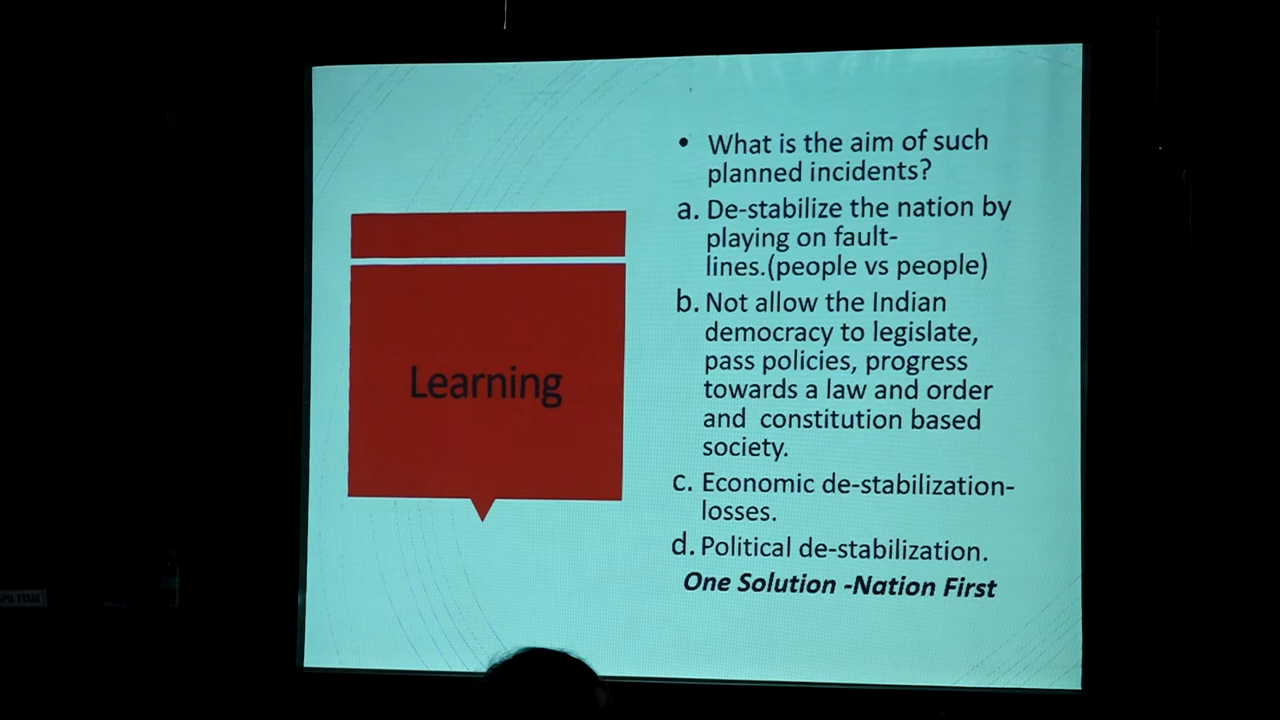 Learning
• What is the aim of such
planned incidents?
a. De-stabilize the nation by
playing on fault-
lines.(people vs people)
b. Not allow the Indian
democracy to legislate,
pass policies, progress
towards a law and order
and constitution based
society.
c. Economic de-stabilization-
losses.
d. Political de-stabilization.
One Solution -Nation First